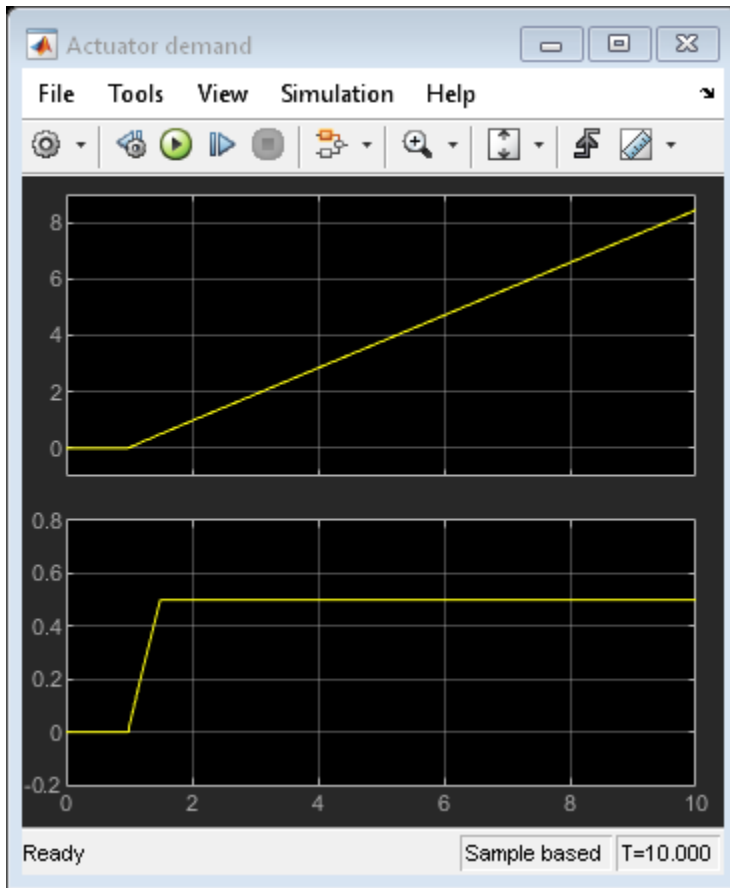 Actuator demand
File Tools View Simulation Help
8
6
4
2
0
0.8
0.6
0.4
0.2
0
-0.2
0 2 4 6 8 10
Ready Sample based T=10.000